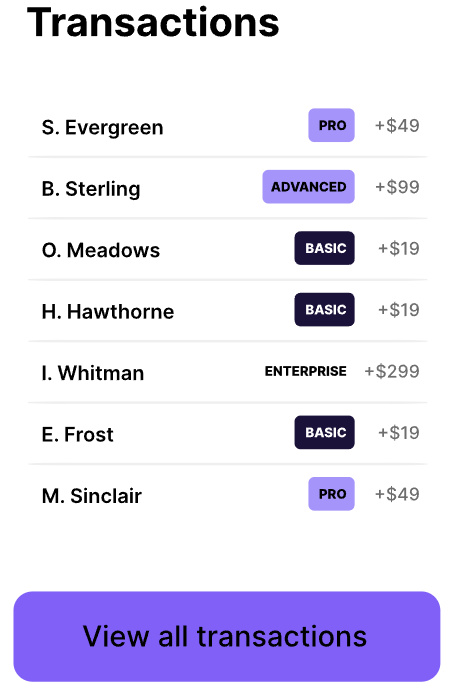 Transactions
S. Evergreen PRO +$49
B. Sterling ADVANCED +$99
O. Meadows BASIC +$19
H. Hawthorne BASIC +$19
I. Whitman ENTERPRISE +$299
E. Frost BASIC +$19
M. Sinclair PRO +$49
View all transactions